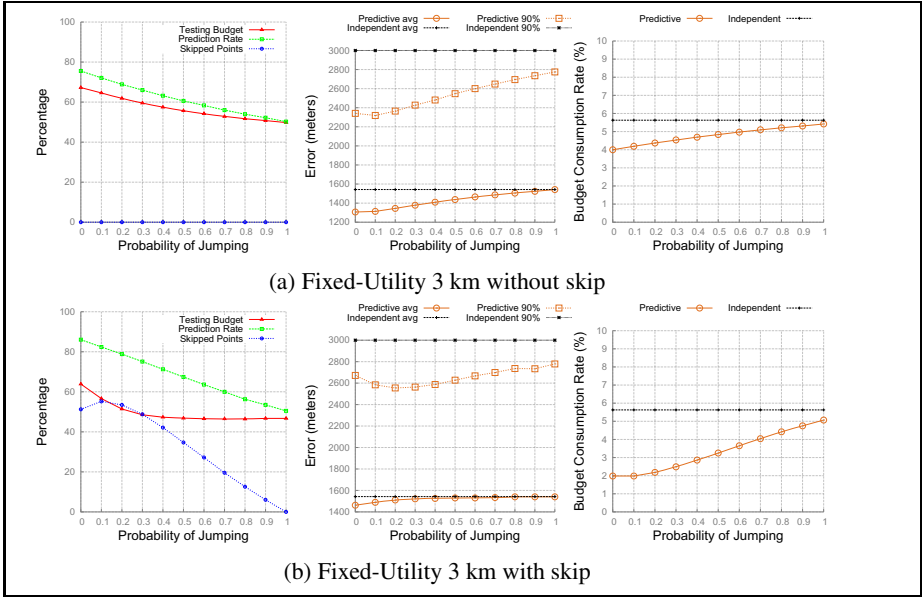 Testing Budget
Prediction Rate
Skipped Points
Percentage
100
80
60
40
20
0
0 0.1 0.2 0.3 0.4 0.5 0.6 0.7 0.8 0.9 1
Probability of Jumping
Predictive avg
Independent avg
Predictive 90%
Independent 90%
Error (meters)
3000
2800
2600
2400
2200
2000
1800
1600
1400
1200
0 0.1 0.2 0.3 0.4 0.5 0.6 0.7 0.8 0.9 1
Probability of Jumping
Predictive
Independent
Budget Consumption Rate (%)
10
9
8
7
6
5
4
3
2
1
0
0 0.1 0.2 0.3 0.4 0.5 0.6 0.7 0.8 0.9 1
Probability of Jumping
(a) Fixed-Utility 3 km without skip
Testing Budget
Prediction Rate
Skipped Points
Percentage
100
80
60
40
20
0
0 0.1 0.2 0.3 0.4 0.5 0.6 0.7 0.8 0.9 1
Probability of Jumping
Predictive avg
Independent avg
Predictive 90%
Independent 90%
Error (meters)
3000
2800
2600
2400
2200
2000
1800
1600
1400
0 0.1 0.2 0.3 0.4 0.5 0.6 0.7 0.8 0.9 1
Probability of Jumping
Predictive
Independent
Budget Consumption Rate (%)
10
9
8
7
6
5
4
3
2
1
0
0 0.1 0.2 0.3 0.4 0.5 0.6 0.7 0.8 0.9 1
Probability of Jumping
(b) Fixed-Utility 3 km with skip